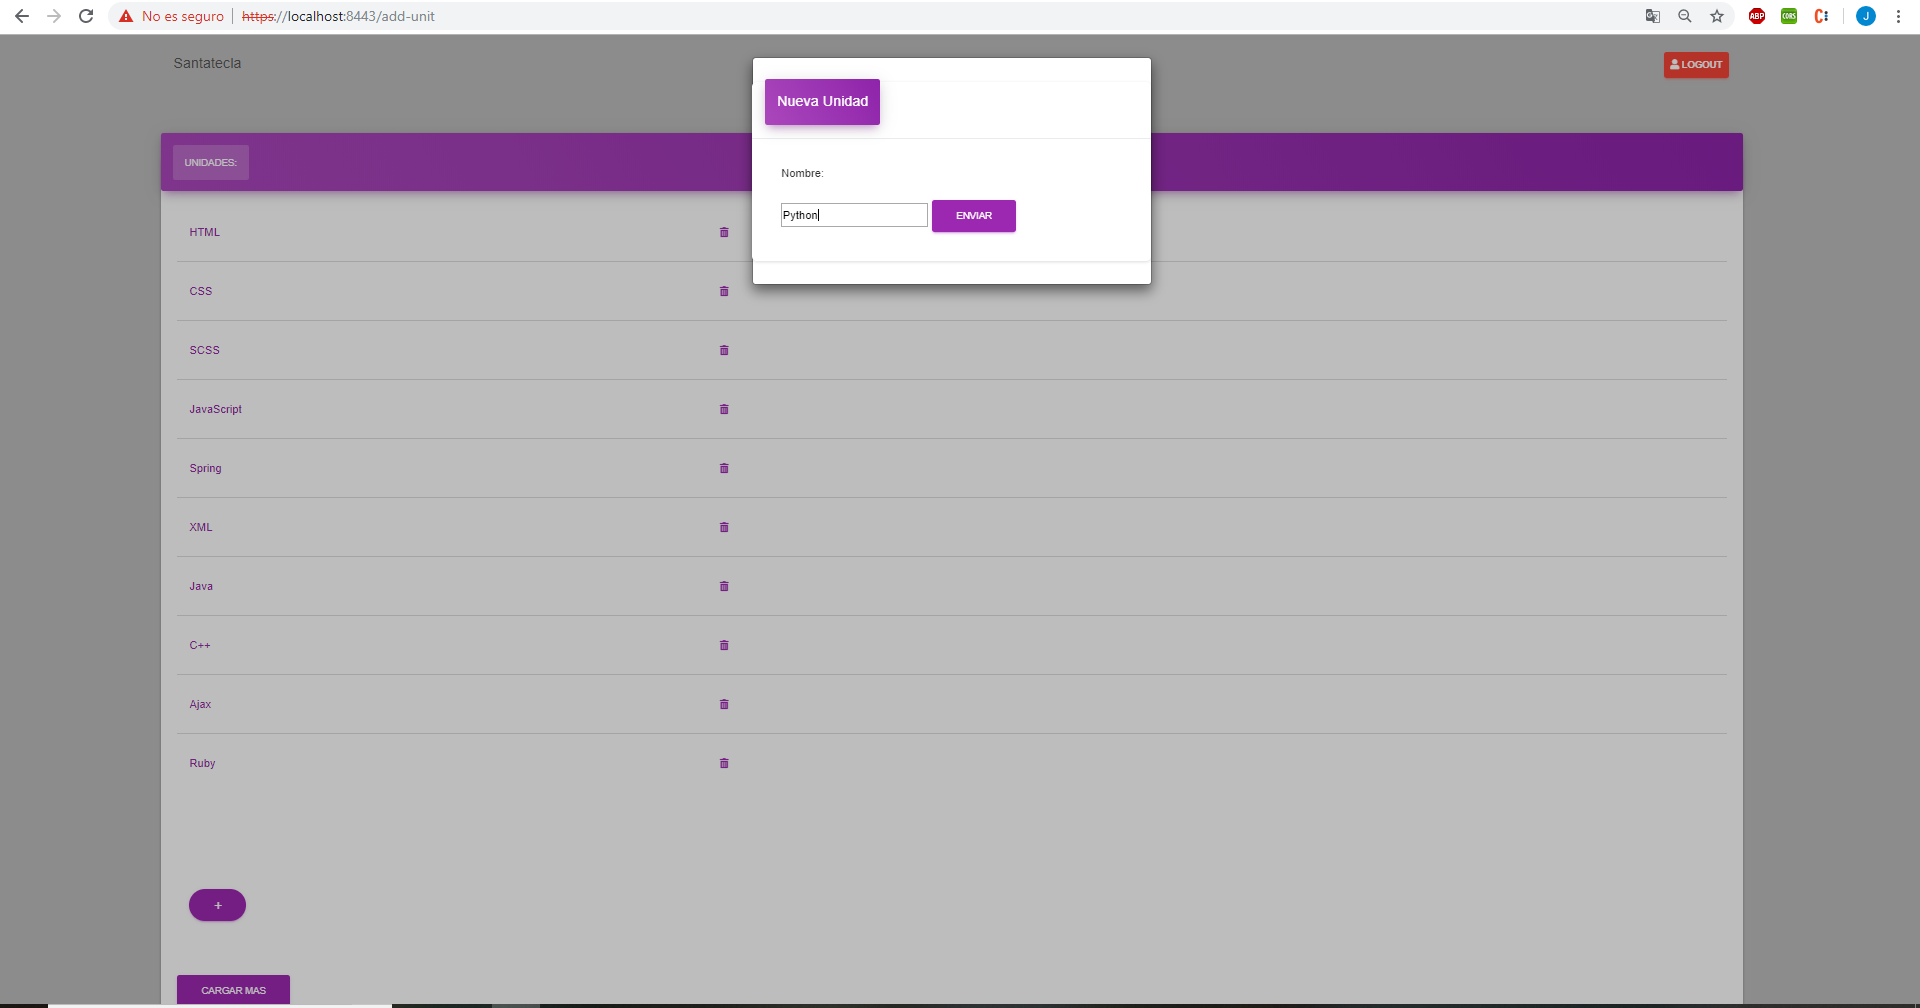 No es seguro https://localhost:8443/add-unit
ABP
CORS
J
Santatecla
LOGOUT
Nueva Unidad
Nombre:
Python
ENVIAR
UNIDADES:
HTML
CSS
SCSS
JavaScript
Spring
XML
Java
C++
Ajax
Ruby
+
CARGAR MAS